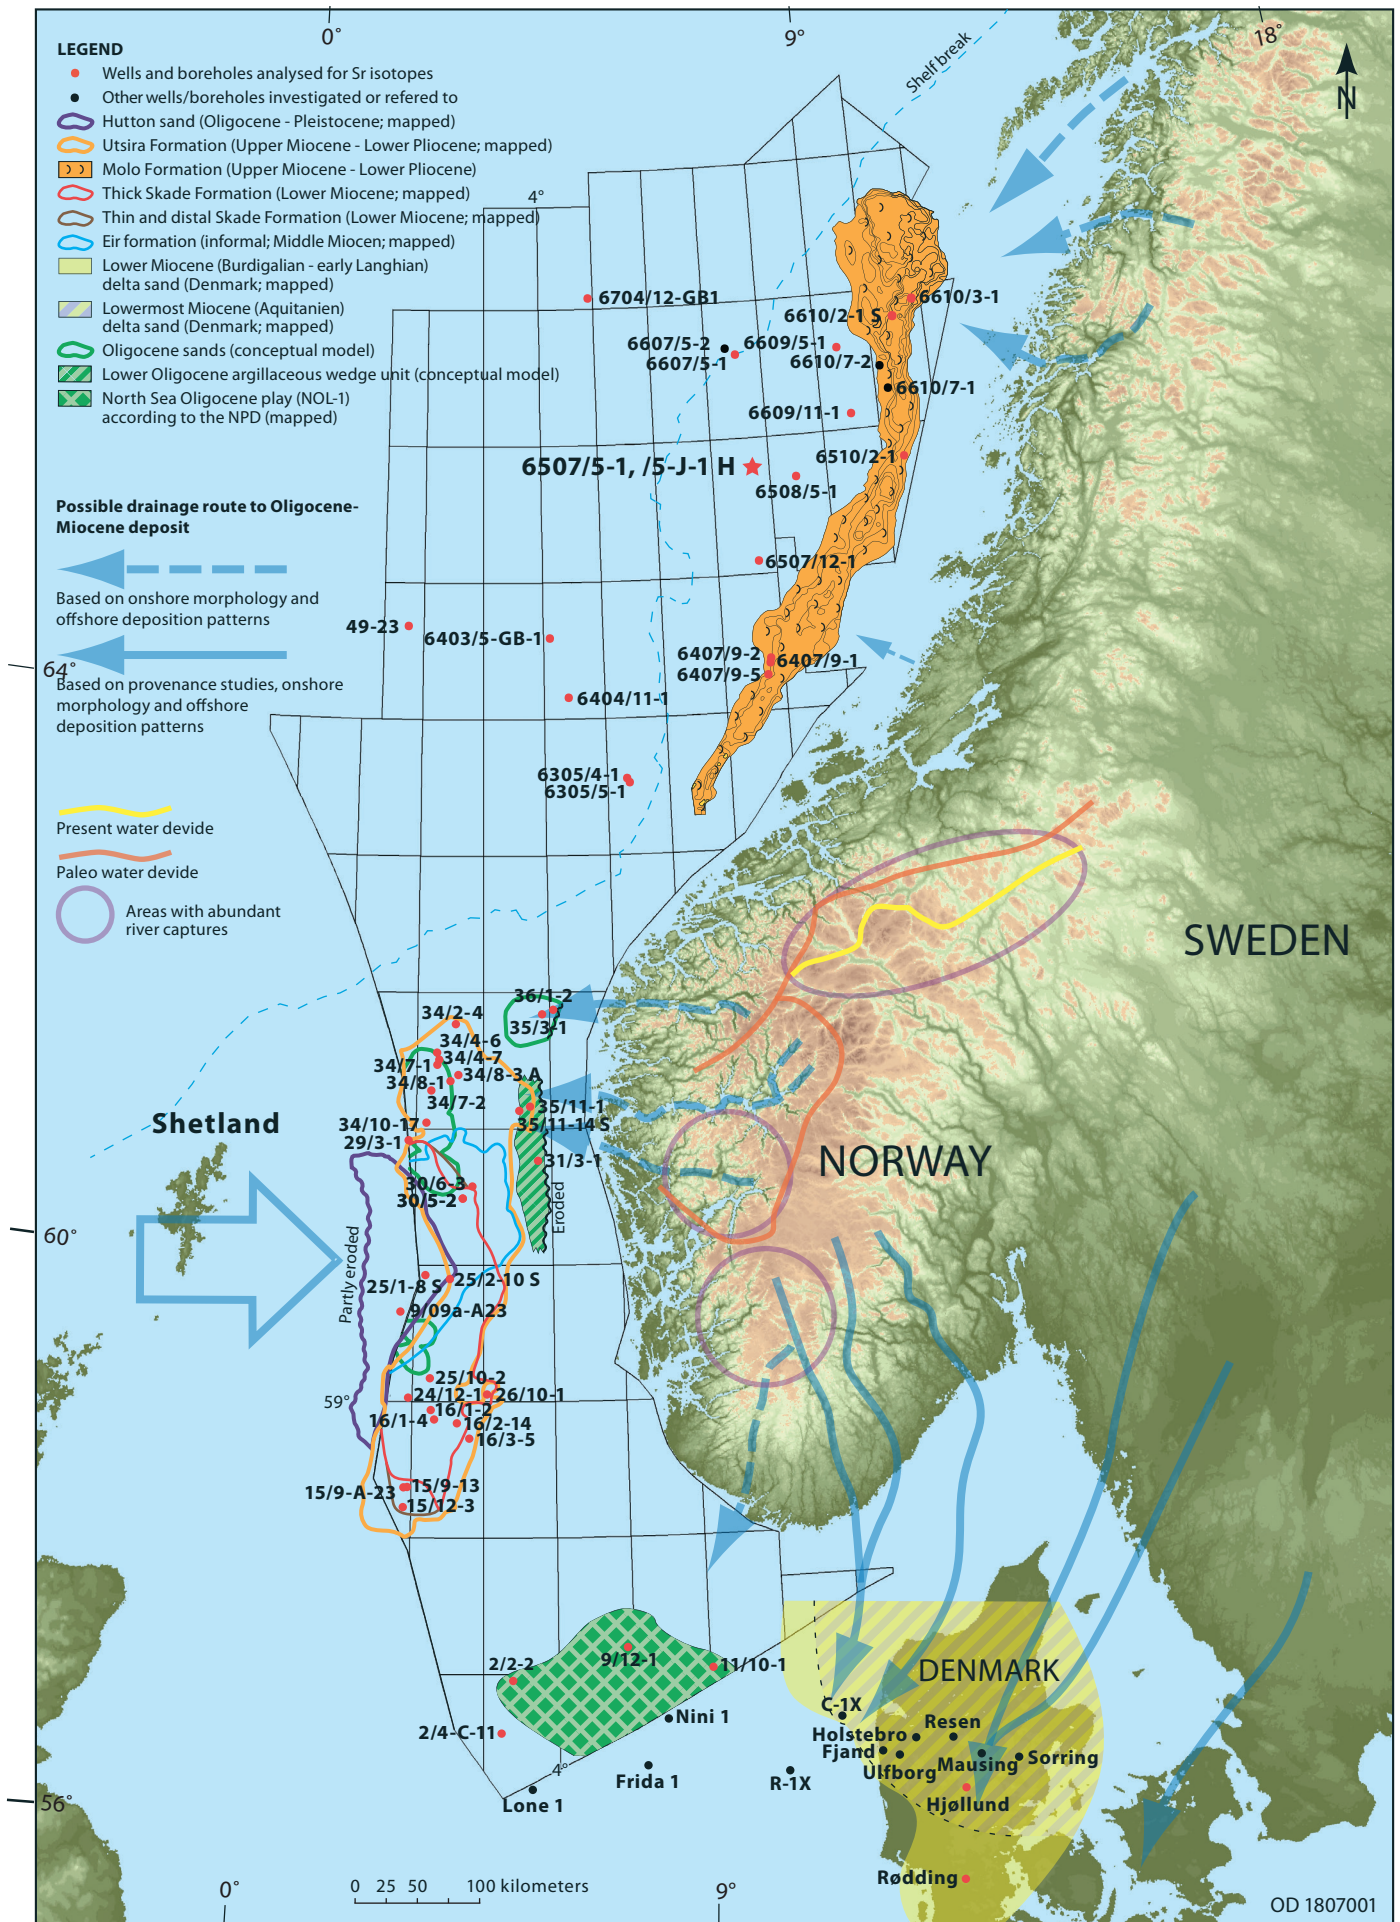 0°
9°
18°
N
LEGEND
Wells and boreholes analysed for Sr isotopes
Other wells/boreholes investigated or refered to
Hutton sand (Oligocene - Pleistocene; mapped)
Utsira Formation (Upper Miocene - Lower Pliocene; mapped)
Molo Formation (Upper Miocene - Lower Pliocene)
Thick Skade Formation (Lower Miocene; mapped)
Thin and distal Skade Formation (Lower Miocene; mapped)
Eir formation (informal; Middle Miocen; mapped)
Lower Miocene (Burdigalian - early Langhian)
delta sand (Denmark; mapped)
Lowermost Miocene (Aquitanien)
delta sand (Denmark; mapped)
Oligocene sands (conceptual model)
Lower Oligocene argillaceous wedge unit (conceptual model)
North Sea Oligocene play (NOL-1)
according to the NPD (mapped)
Possible drainage route to Oligocene-
Miocene deposit
Based on onshore morphology and
offshore deposition patterns
Based on provenance studies, onshore
morphology and offshore
deposition patterns
Present water devide
Paleo water devide
Areas with abundant
river captures
Shelf break
4°
6704/12-GB1
6610/3-1
6610/2-1 S
6607/5-2
6609/5-1
6607/5-1
6610/7-2
6610/7-1
6609/11-1
6507/5-1, /5-J-1 H
6510/2-1
6508/5-1
6507/12-1
49-23
6403/5-GB-1
6407/9-2
6407/9-1
6407/9-5
64°
6404/11-1
6305/4-1
6305/5-1
SWEDEN
36/1-2
35/3-1
34/2-4
34/4-6
34/4-7
34/7-1
34/8-3 A
34/8-1
34/7-2
35/11-1
35/11-14 S
34/10-17
29/3-1
31/3-1
Shetland
NORWAY
30/6-3
30/5-2
Eroded
60°
Partly eroded
25/1-8 S
25/2-10 S
9/09a-A23
25/10-2
24/12-1
26/10-1
59°
16/1-2
16/1-4
16/2-14
16/3-5
15/9-A-23
15/9-13
15/12-3
9/12-1
2/2-2
11/10-1
DENMARK
C-1X
Nini 1
2/4-C-11
Holstebro
Resen
Fjand
Ulfborg
Mausing
Sorring
4°
Frida 1
R-1X
56°
Lone 1
Hjøllund
Rødding
0°
0 25 50 100 kilometers
9°
OD 1807001